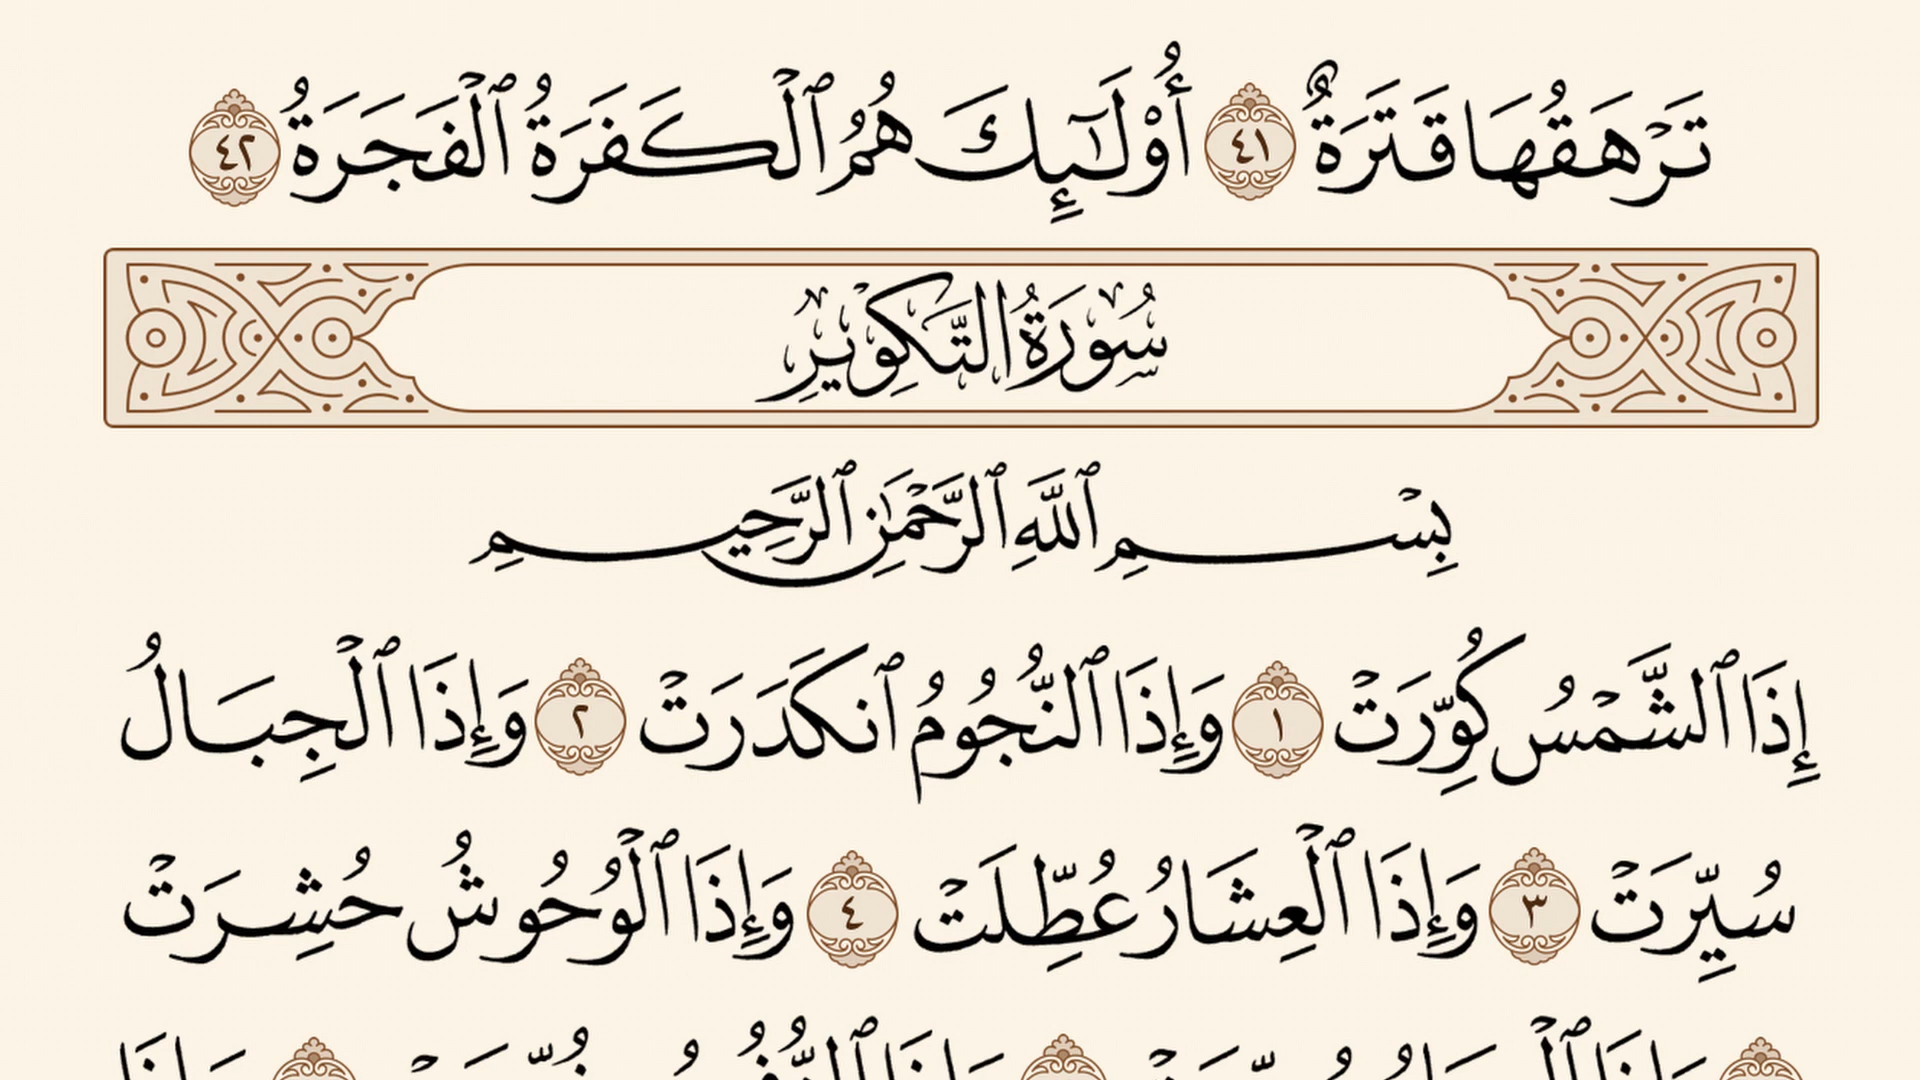 تَرْهَقُهَا قَتَرَةٌ ٤١ أُو۟لَٰٓئِكَ هُمُ ٱلْكَفَرَةُ ٱلْفَجَرَةُ ٤٢
سُورَةُ التَّكْوِيرِ
بِسْمِ ٱللَّهِ ٱلرَّحْمَٰنِ ٱلرَّحِيمِ
إِذَا ٱلشَّمْسُ كُوِّرَتْ ١ وَإِذَا ٱلنُّجُومُ ٱنكَدَرَتْ ٢ وَإِذَا ٱلْجِبَالُ
سُيِّرَتْ ٣ وَإِذَا ٱلْعِشَارُ عُطِّلَتْ ٤ وَإِذَا ٱلْوُحُوشُ حُشِرَتْ